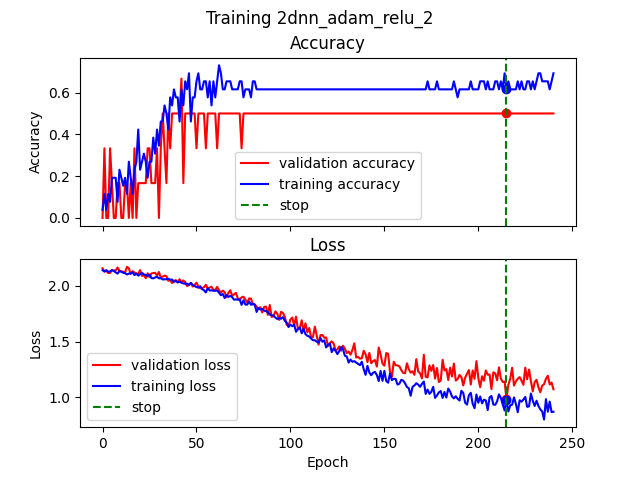 Training 2dnn_adam_relu_2
Accuracy
Accuracy
0.6
0.4
0.2
0.0
validation accuracy
training accuracy
stop
Loss
Loss
2.0
1.5
1.0
validation loss
training loss
stop
0
50
100
150
200
250
Epoch